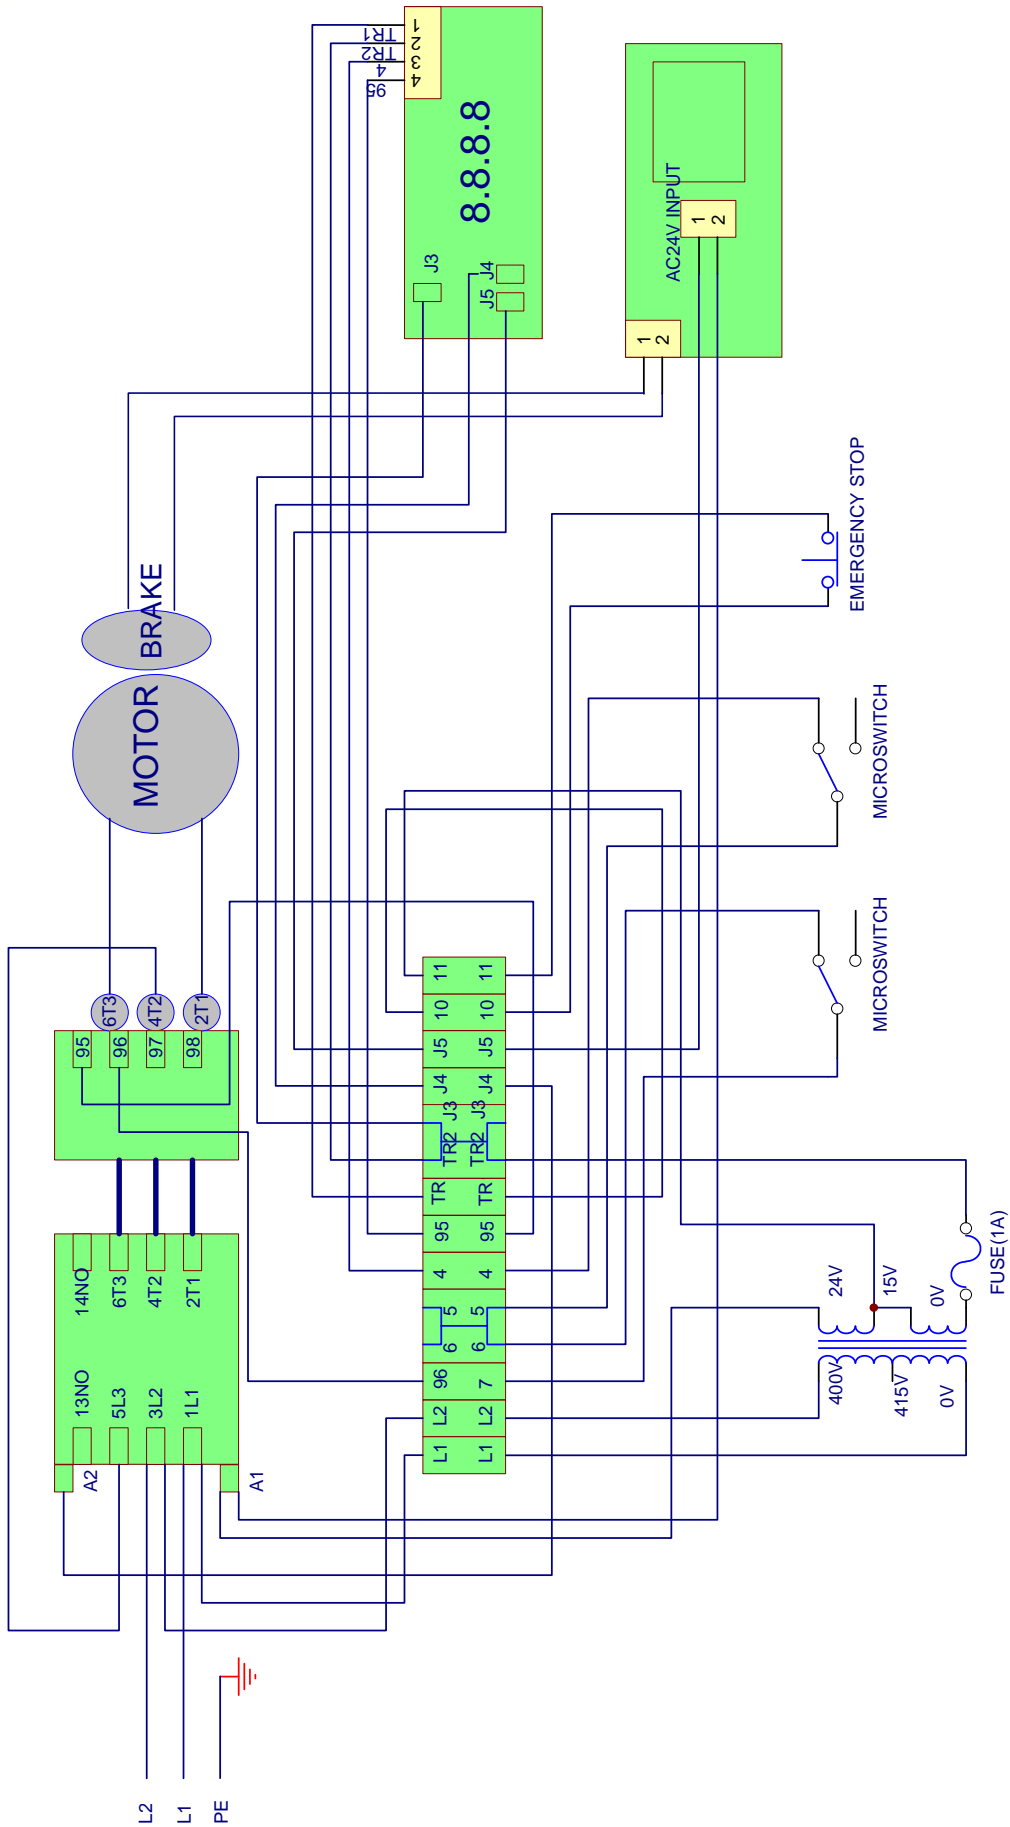 1
2
3
4
TR1
TR2
4
95
8.8.8.8
J3
J4
J5
AC24V INPUT
1
2
1
2
BRAKE
MOTOR
EMERGENCY STOP
MICROSWITCH
MICROSWITCH
6T3
4T2
2T1
95
96
97
98
11 11
10 10
J5 J5
J4 J4
J3 J3
TR2 TR2
TR TR
95 95
4 4
5 5
6 6
96 7
L2 L2
L1 L1
14NO
6T3
4T2
2T1
13NO
5L3
3L2
1L1
A2
A1
24V
15V
0V
FUSE(1A)
400V
415V
0V
L2
L1
PE